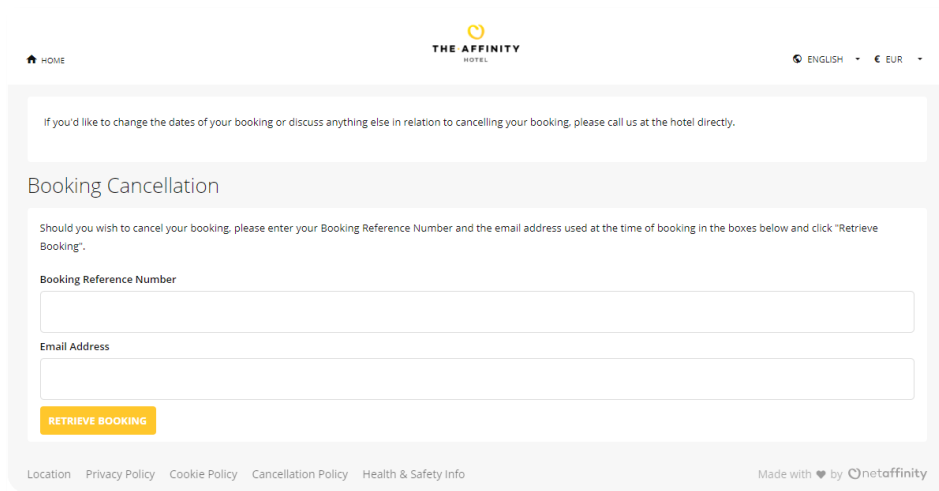 THE AFFINITY
HOTEL
HOME
ENGLISH
€ EUR
If you'd like to change the dates of your booking or discuss anything else in relation to cancelling your booking, please call us at the hotel directly.
Booking Cancellation
Should you wish to cancel your booking, please enter your Booking Reference Number and the email address used at the time of booking in the boxes below and click "Retrieve
Booking".
Booking Reference Number
Email Address
RETRIEVE BOOKING
Location Privacy Policy Cookie Policy Cancellation Policy Health & Safety Info
Made with ♥ by netaffinity